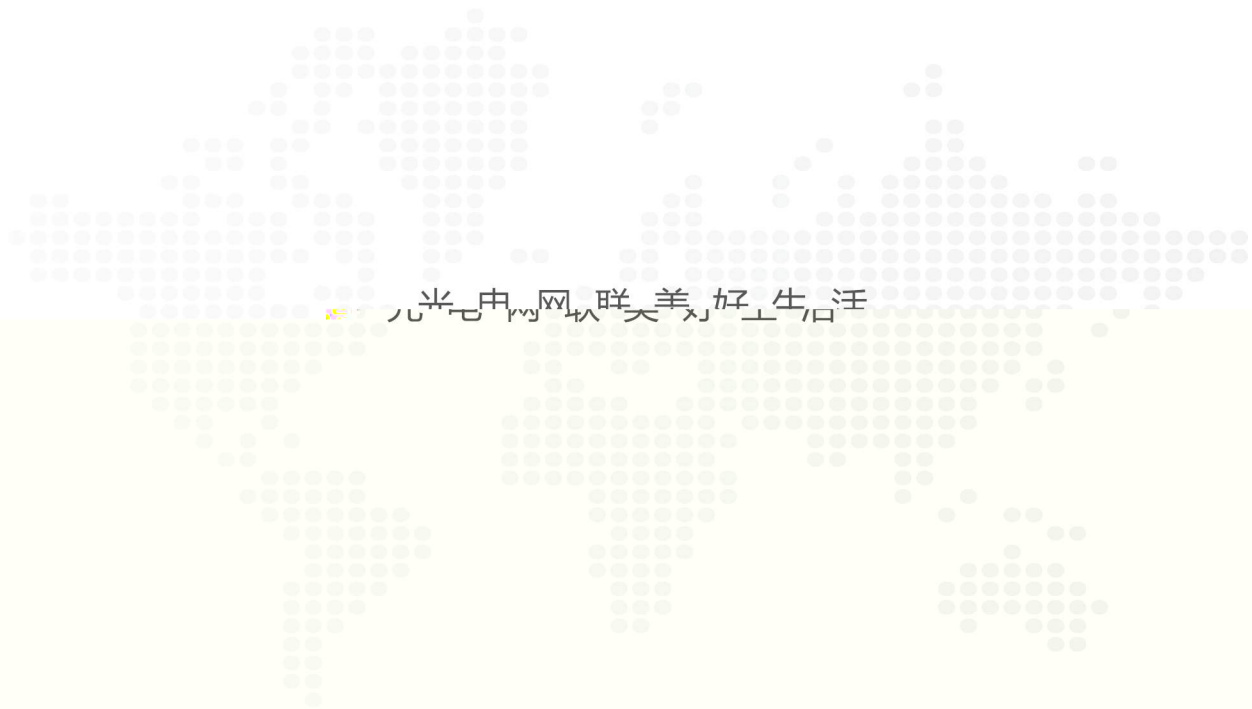 光 电 网 联 美 好 生 活